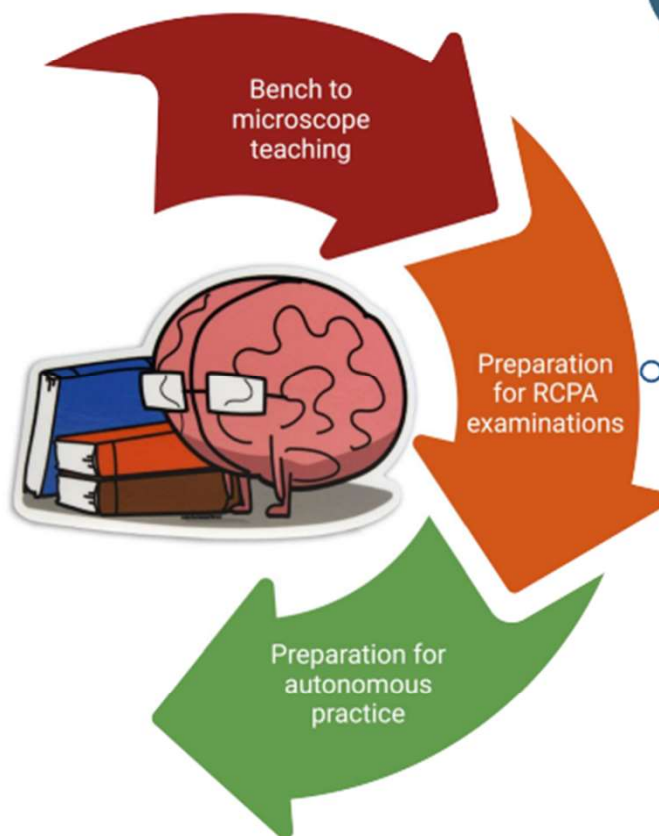 Bench to
microscope
teaching
Preparation
for RCPA
examinations
Preparation for
autonomous
practice